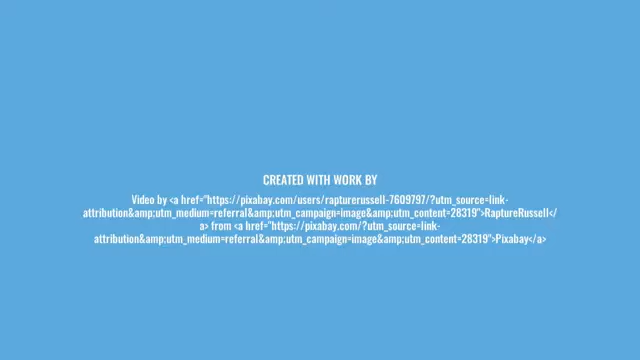 CREATED WITH WORK BY
Video by <a href="https://pixabay.com/users/rapturerussell-7609797/?utm_source=link-
attribution&amp;utm_medium=referral&amp;utm_campaign=image&amp;utm_content=28319">RaptureRussell</
a> from <a href="https://pixabay.com/?utm_source=link-
attribution&amp;utm_medium=referral&amp;utm_campaign=image&amp;utm_content=28319">Pixabay</a>